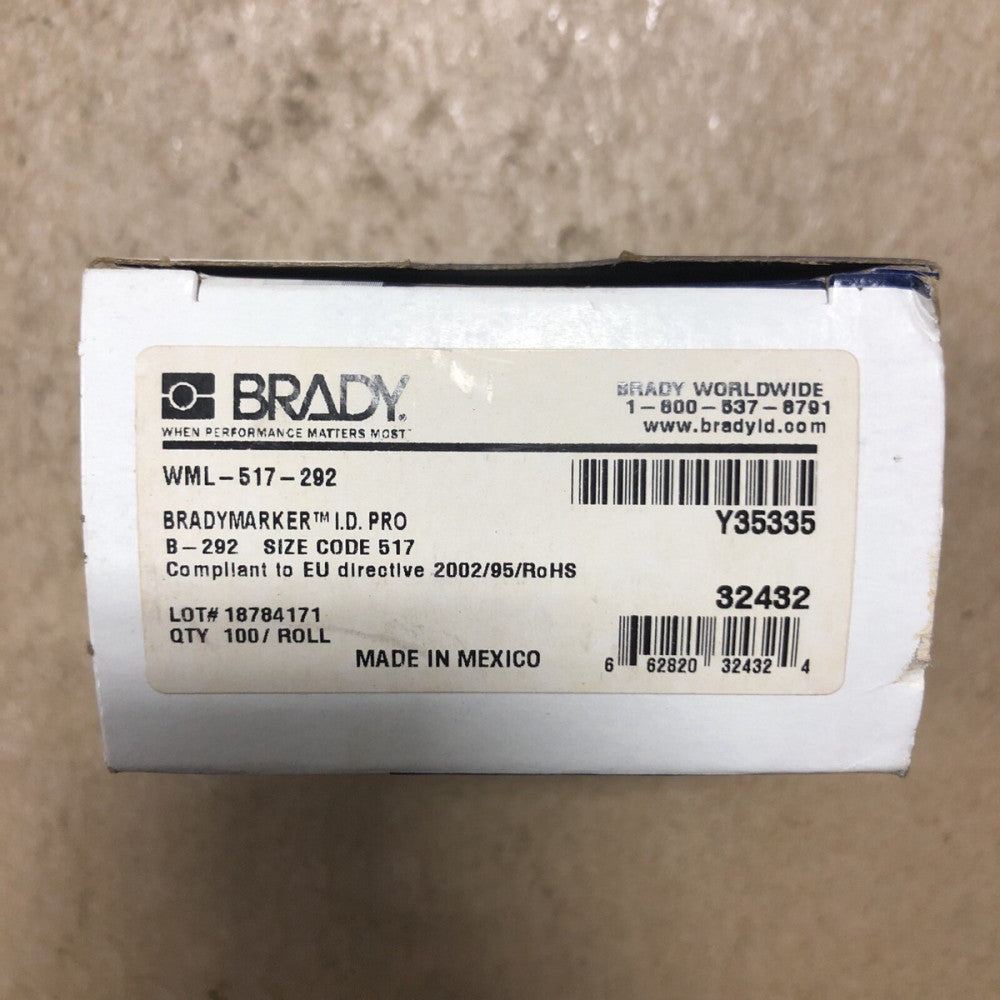 BRADY®
WHEN PERFORMANCE MATTERS MOST™
BRADY WORLDWIDE
1-800-537-8791
www.bradyid.com
WML-517-292
Y35335
BRADYMARKER™ I.D. PRO
B-292 SIZE CODE 517
Compliant to EU directive 2002/95/RoHS
32432
LOT# 18784171
QTY 100/ ROLL
MADE IN MEXICO
6 62820 32432 4